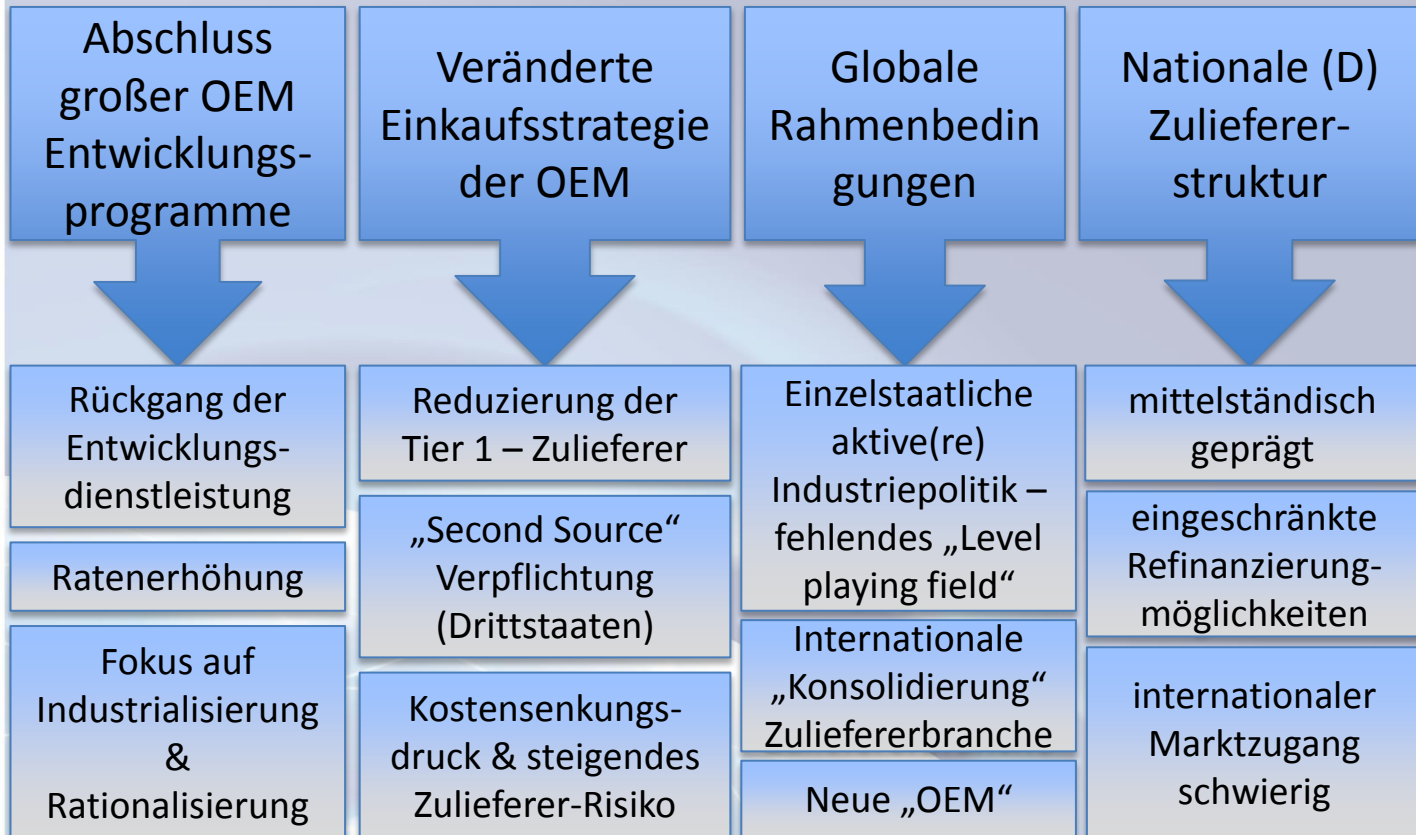 Abschluss
großer OEM
Entwicklungs-
programme
Veränderte
Einkaufsstrategie
der OEM
Globale
Rahmenbedin
gungen
Nationale (D)
Zulieferer-
struktur
Rückgang der
Entwicklungs-
dienstleistung
Ratenerhöhung
Fokus auf
Industrialisierung
&
Rationalisierung
Reduzierung der
Tier 1 – Zulieferer
„Second Source“
Verpflichtung
(Drittstaaten)
Kostensenkungs-
druck & steigendes
Zulieferer-Risiko
Einzelstaatliche
aktive(re)
Industriepolitik –
fehlendes „Level
playing field“
Internationale
„Konsolidierung“
Zuliefererbranche
Neue „OEM“
mittelständisch
geprägt
eingeschränkte
Refinanzierung-
möglichkeiten
internationaler
Marktzugang
schwierig